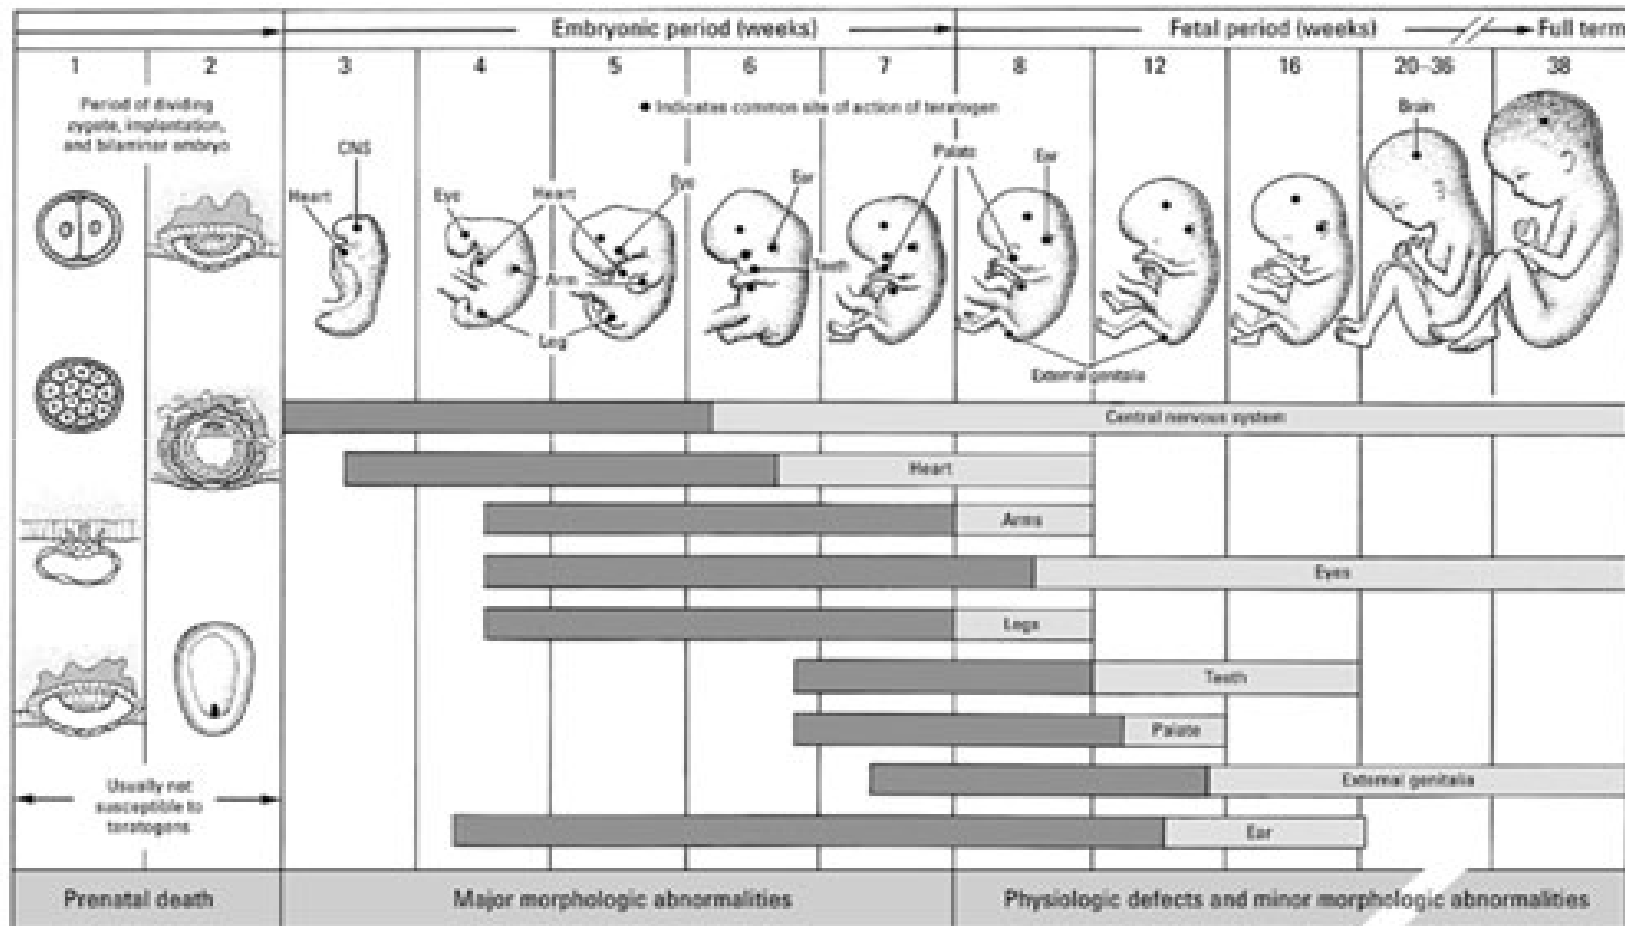 Embryonic period (weeks)
Fetal period (weeks)
Full term
1
2
3
4
5
6
7
8
12
16
20–36
38
Period of dividing
zygote, implantation,
and bilaminar embryo
• Indicates common site of action of teratogen
CNS
Heart
Eye
Heart
Arm
Leg
Eye
Ear
Teeth
Palate
Ear
External genitalia
Brain
Central nervous system
Heart
Arms
Eyes
Legs
Teeth
Palate
External genitalia
Ear
Usually not
susceptible to
teratogens
Prenatal death
Major morphologic abnormalities
Physiologic defects and minor morphologic abnormalities